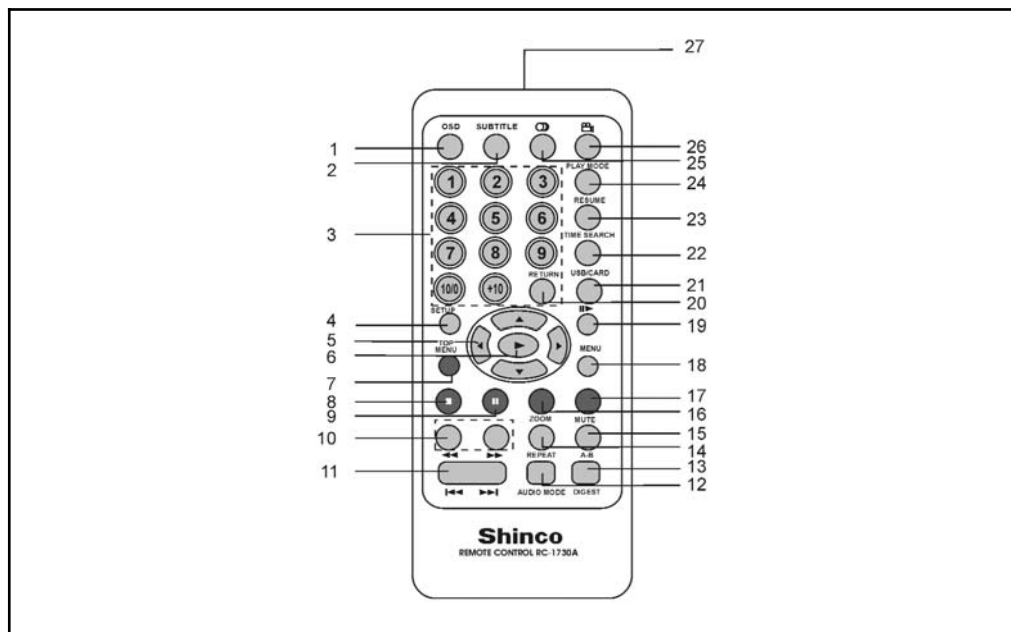 27
OSD SUBTITLE
1 26
2 25
PLAY MODE
1 2 3 24
RESUME
4 5 6 23
3 TIME SEARCH
7 8 9 22
RETURN USB/CARD
10/0 +10 21
20
SETUP
4 19
5 TOP MENU MENU
6 18
7
8 17
9 16
ZOOM MUTE
10 15
14
REPEAT A-B
11 13
12
AUDIO MODE DIGEST
Shinco
REMOTE CONTROL RC-1730A